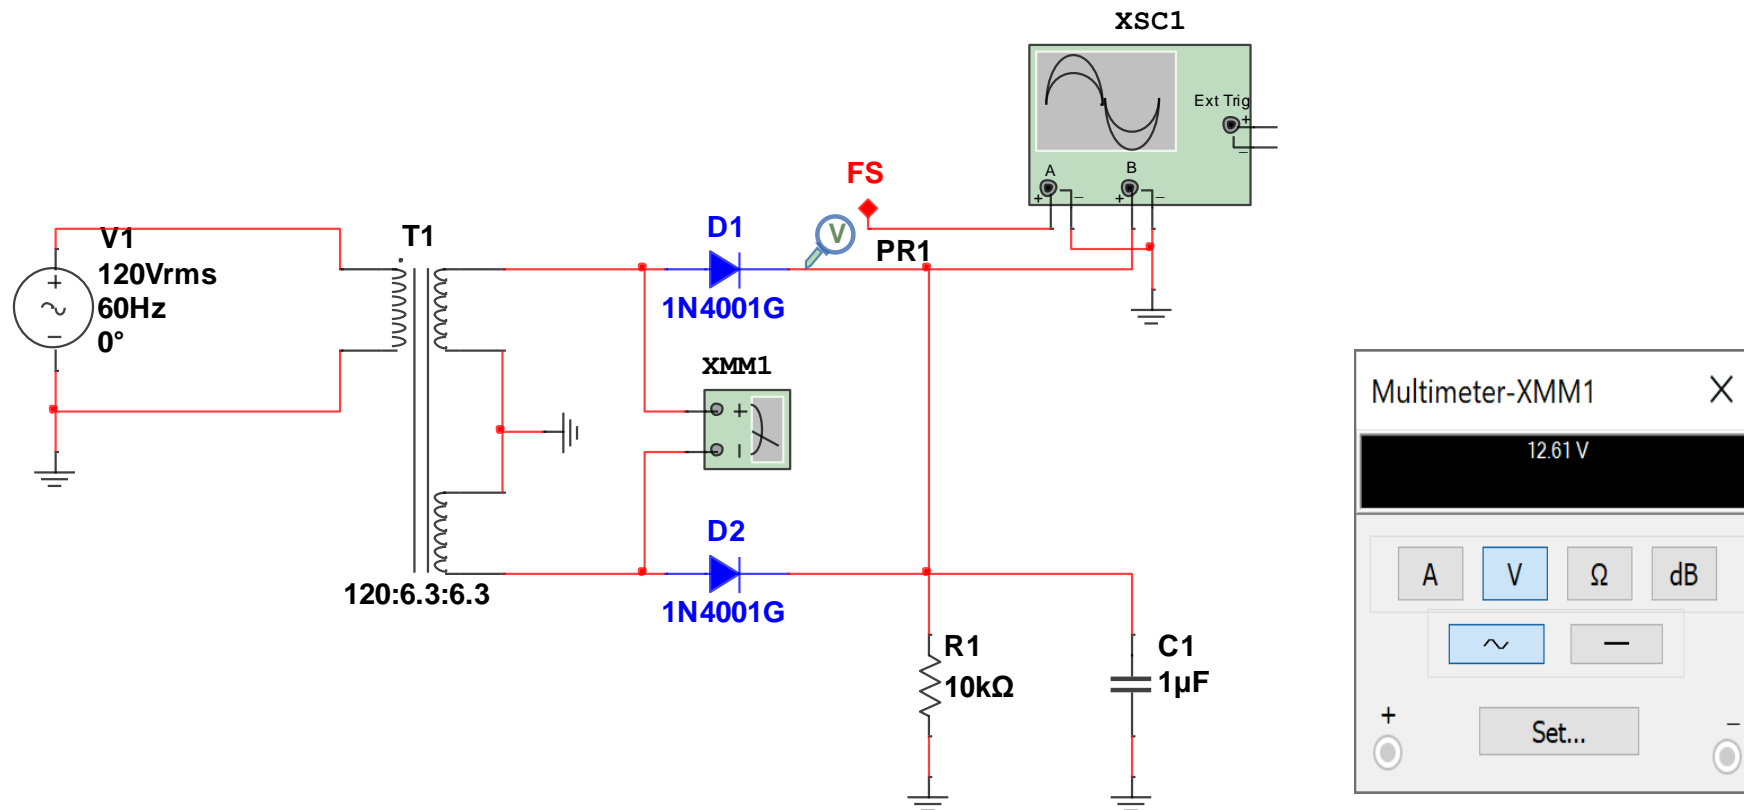 XSC1
Ext Trig
+
−
A
B
+
−
+
−
FS
V
PR1
V1
120Vrms
60Hz
0°
+
−
T1
120:6.3:6.3
D1
1N4001G
XMM1
+
−
D2
1N4001G
R1
10kΩ
C1
1µF
Multimeter-XMM1
X
12.61 V
A
V
Ω
dB
~
—
+
Set...
−